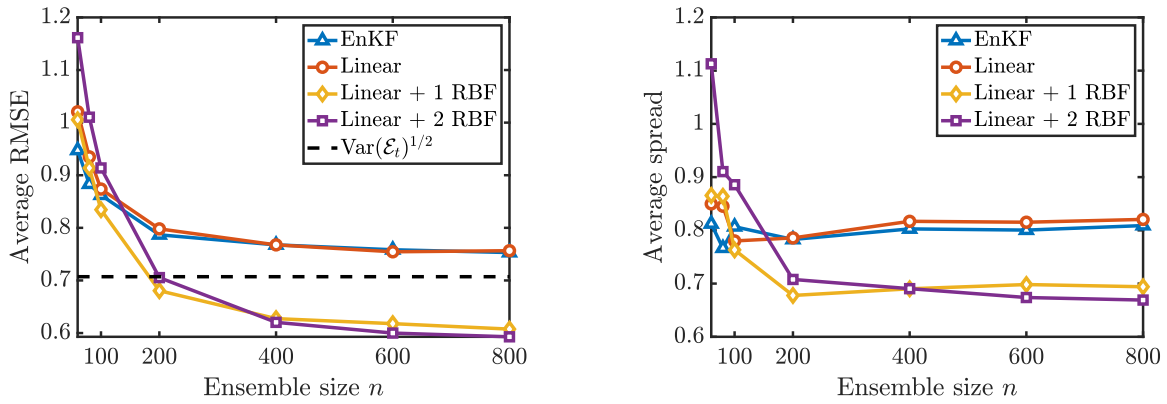 1.2
1.1
1
0.9
0.8
0.7
0.6
Average RMSE
EnKF
Linear
Linear + 1 RBF
Linear + 2 RBF
Var(ℰₜ)^{1/2}
100
200
400
600
800
Ensemble size n
1.2
1.1
1
0.9
0.8
0.7
0.6
Average spread
EnKF
Linear
Linear + 1 RBF
Linear + 2 RBF
100
200
400
600
800
Ensemble size n